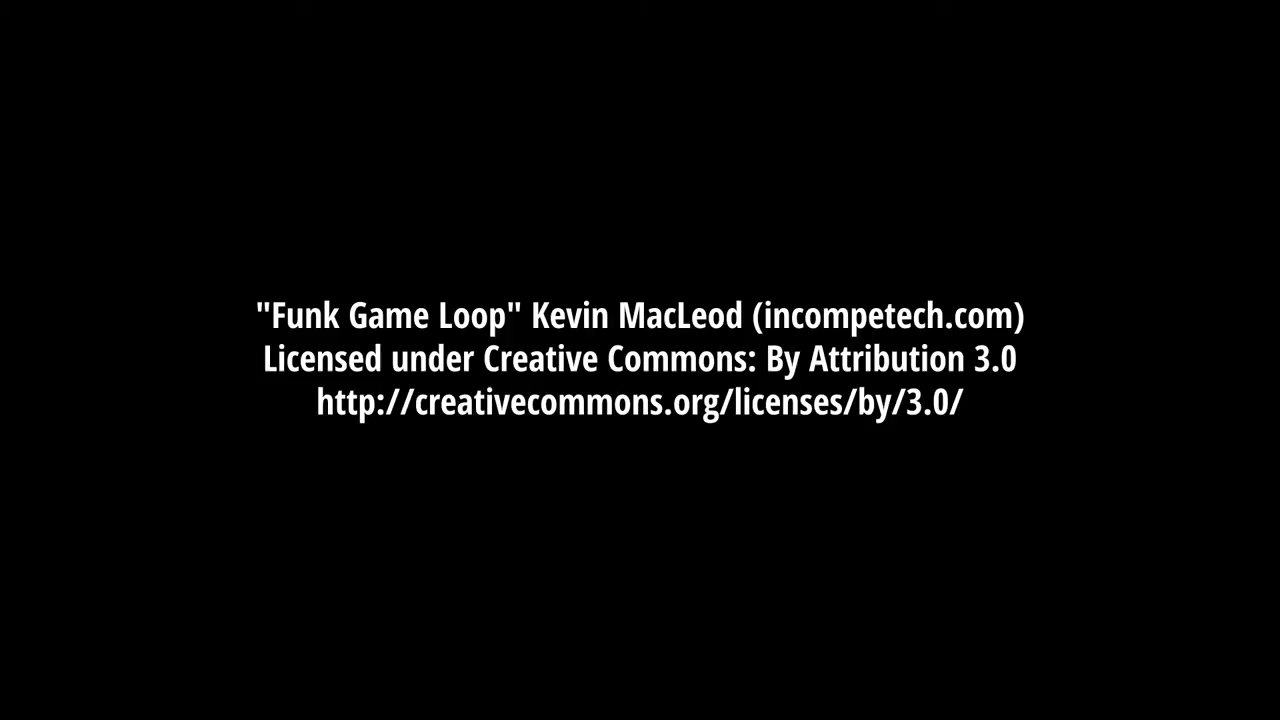 "Funk Game Loop" Kevin MacLeod (incompetech.com)
Licensed under Creative Commons: By Attribution 3.0
http://creativecommons.org/licenses/by/3.0/